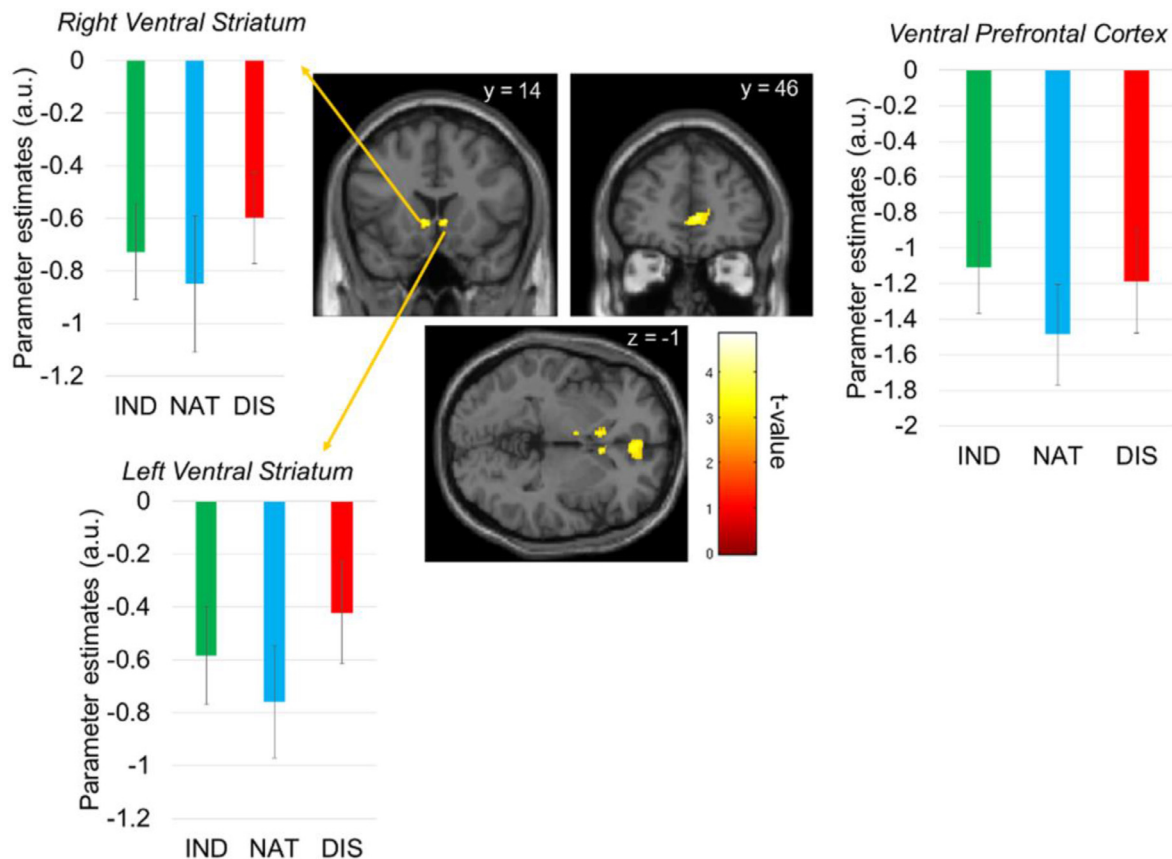 Right Ventral Striatum
0
-0.2
-0.4
-0.6
-0.8
-1
-1.2
Parameter estimates (a.u.)
IND NAT DIS
y = 14
y = 46
z = -1
4
3
2
1
0
t-value
Ventral Prefrontal Cortex
0
-0.2
-0.4
-0.6
-0.8
-1
-1.2
-1.4
-1.6
-1.8
-2
Parameter estimates (a.u.)
IND NAT DIS
Left Ventral Striatum
0
-0.2
-0.4
-0.6
-0.8
-1
-1.2
Parameter estimates (a.u.)
IND NAT DIS